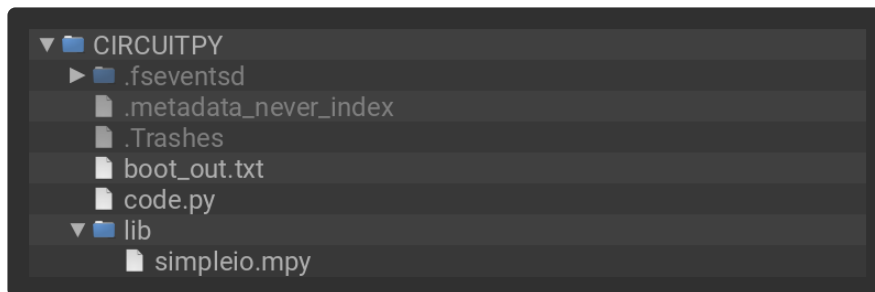 CIRCUITPY
.fseventsd
.metadata_never_index
.Trashes
boot_out.txt
code.py
lib
simpleio.mpy